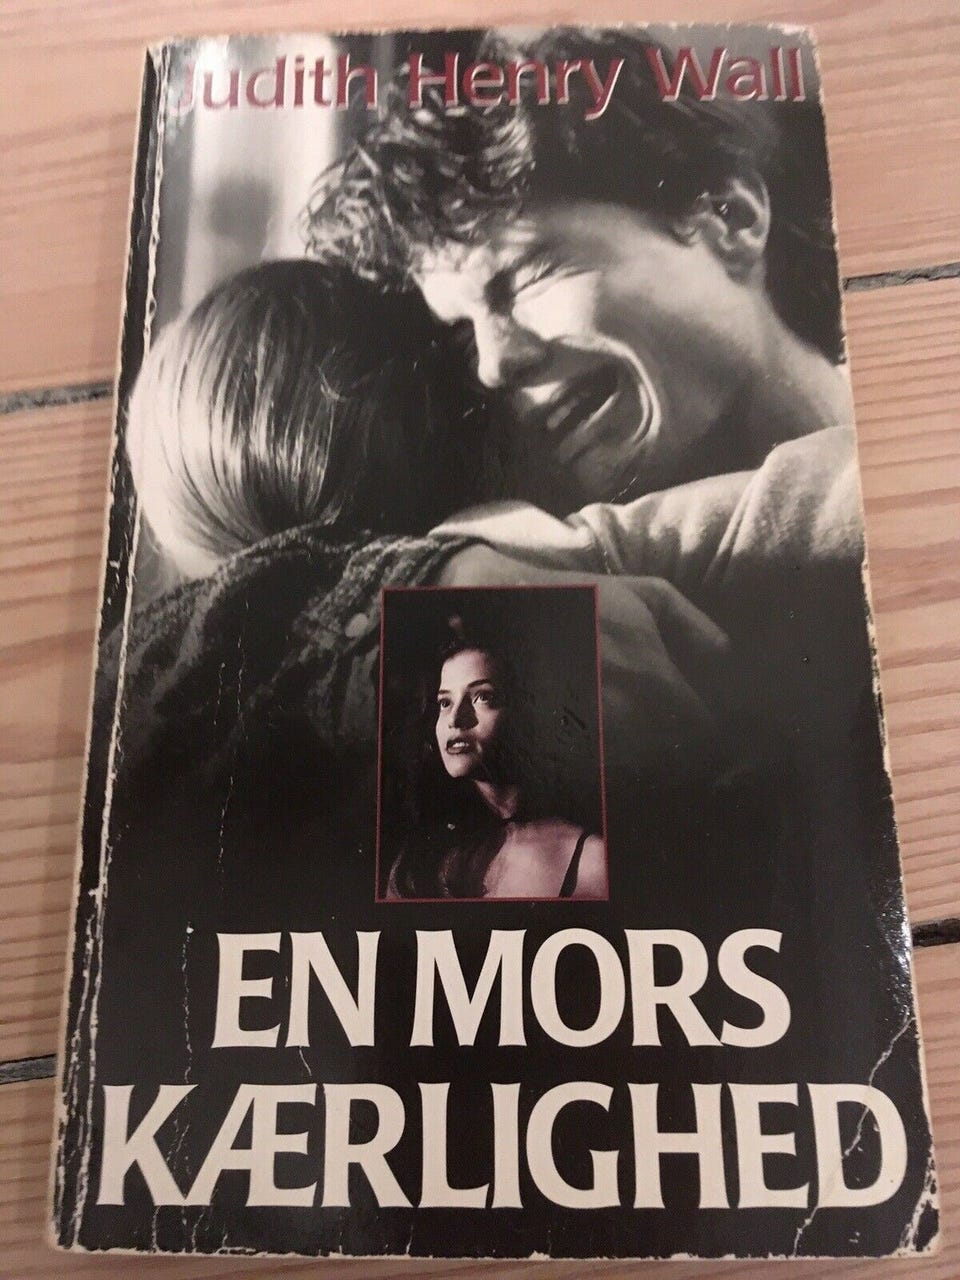 Judith Henry Wall
EN MORS
KÆRLIGHED